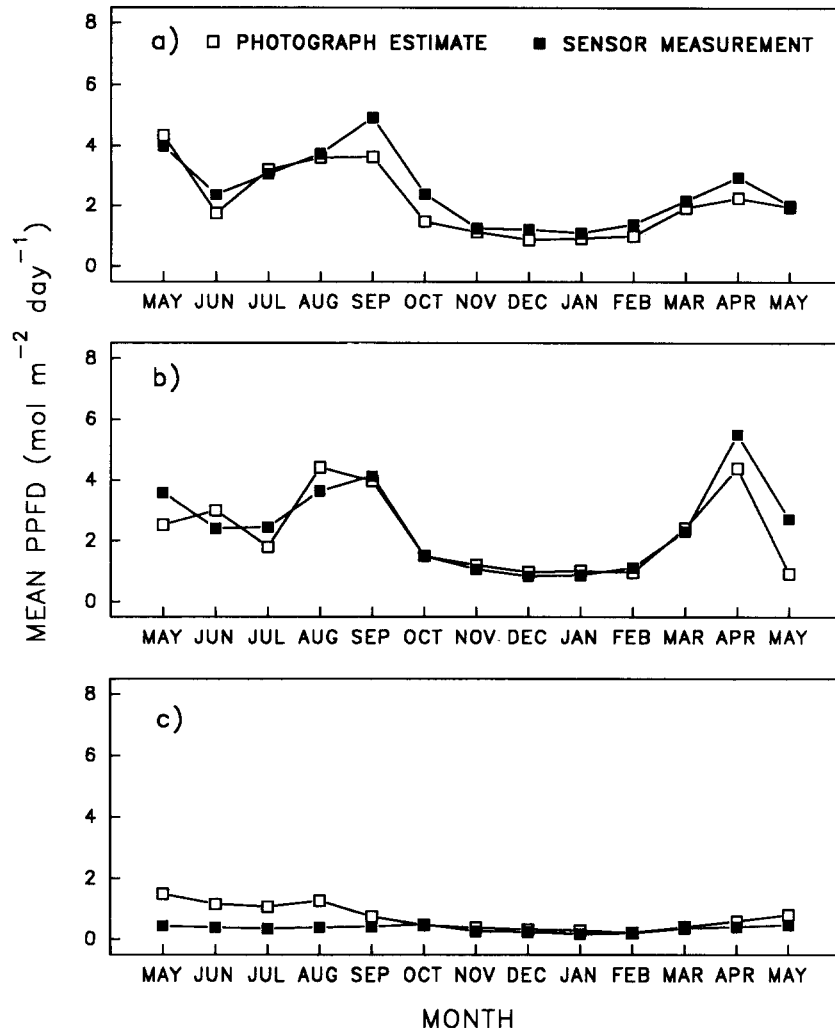 a) PHOTOGRAPH ESTIMATE SENSOR MEASUREMENT
8
6
4
2
0
MAY JUN JUL AUG SEP OCT NOV DEC JAN FEB MAR APR MAY
b)
8
6
4
2
0
MAY JUN JUL AUG SEP OCT NOV DEC JAN FEB MAR APR MAY
c)
8
6
4
2
0
MAY JUN JUL AUG SEP OCT NOV DEC JAN FEB MAR APR MAY
MEAN PPFD (mol m⁻² day⁻¹)
MONTH